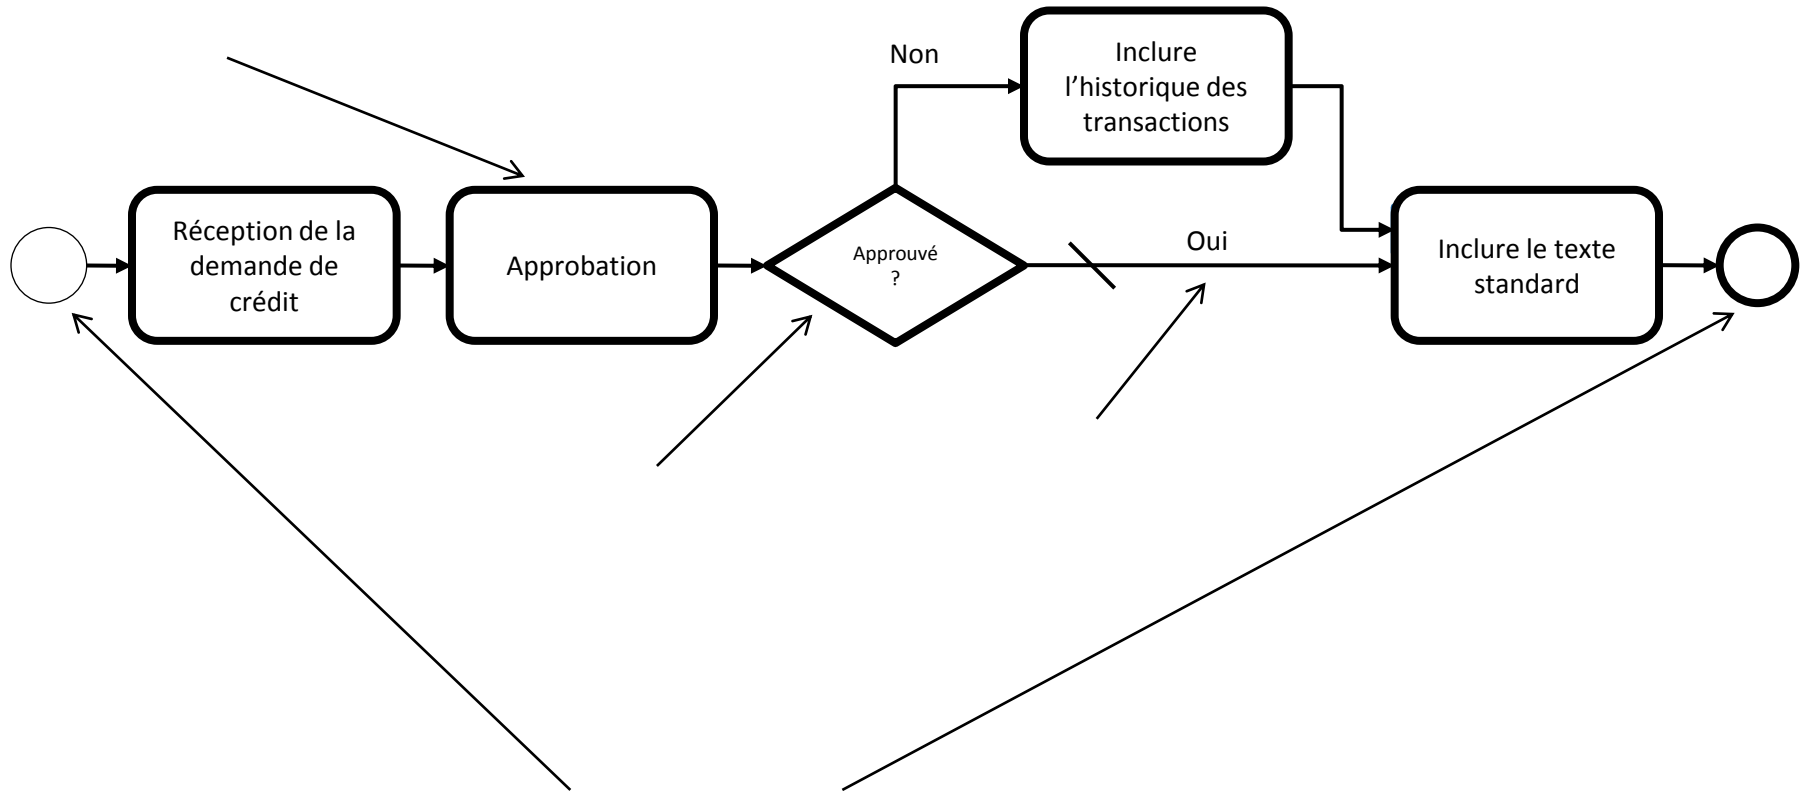 Réception de la
demande de
crédit
Approbation
Approuvé
?
Non
Inclure
l’historique des
transactions
Oui
Inclure le texte
standard